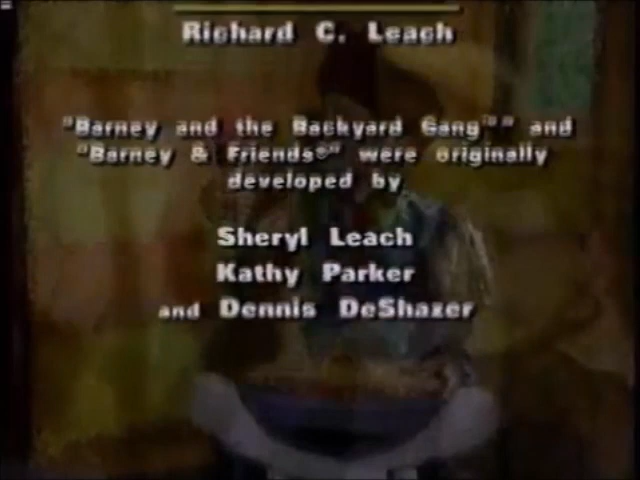 Richard C. Leach
"Barney and the Backyard Gang™" and
"Barney & Friends®" were originally
developed by
Sheryl Leach
Kathy Parker
and Dennis DeShazer